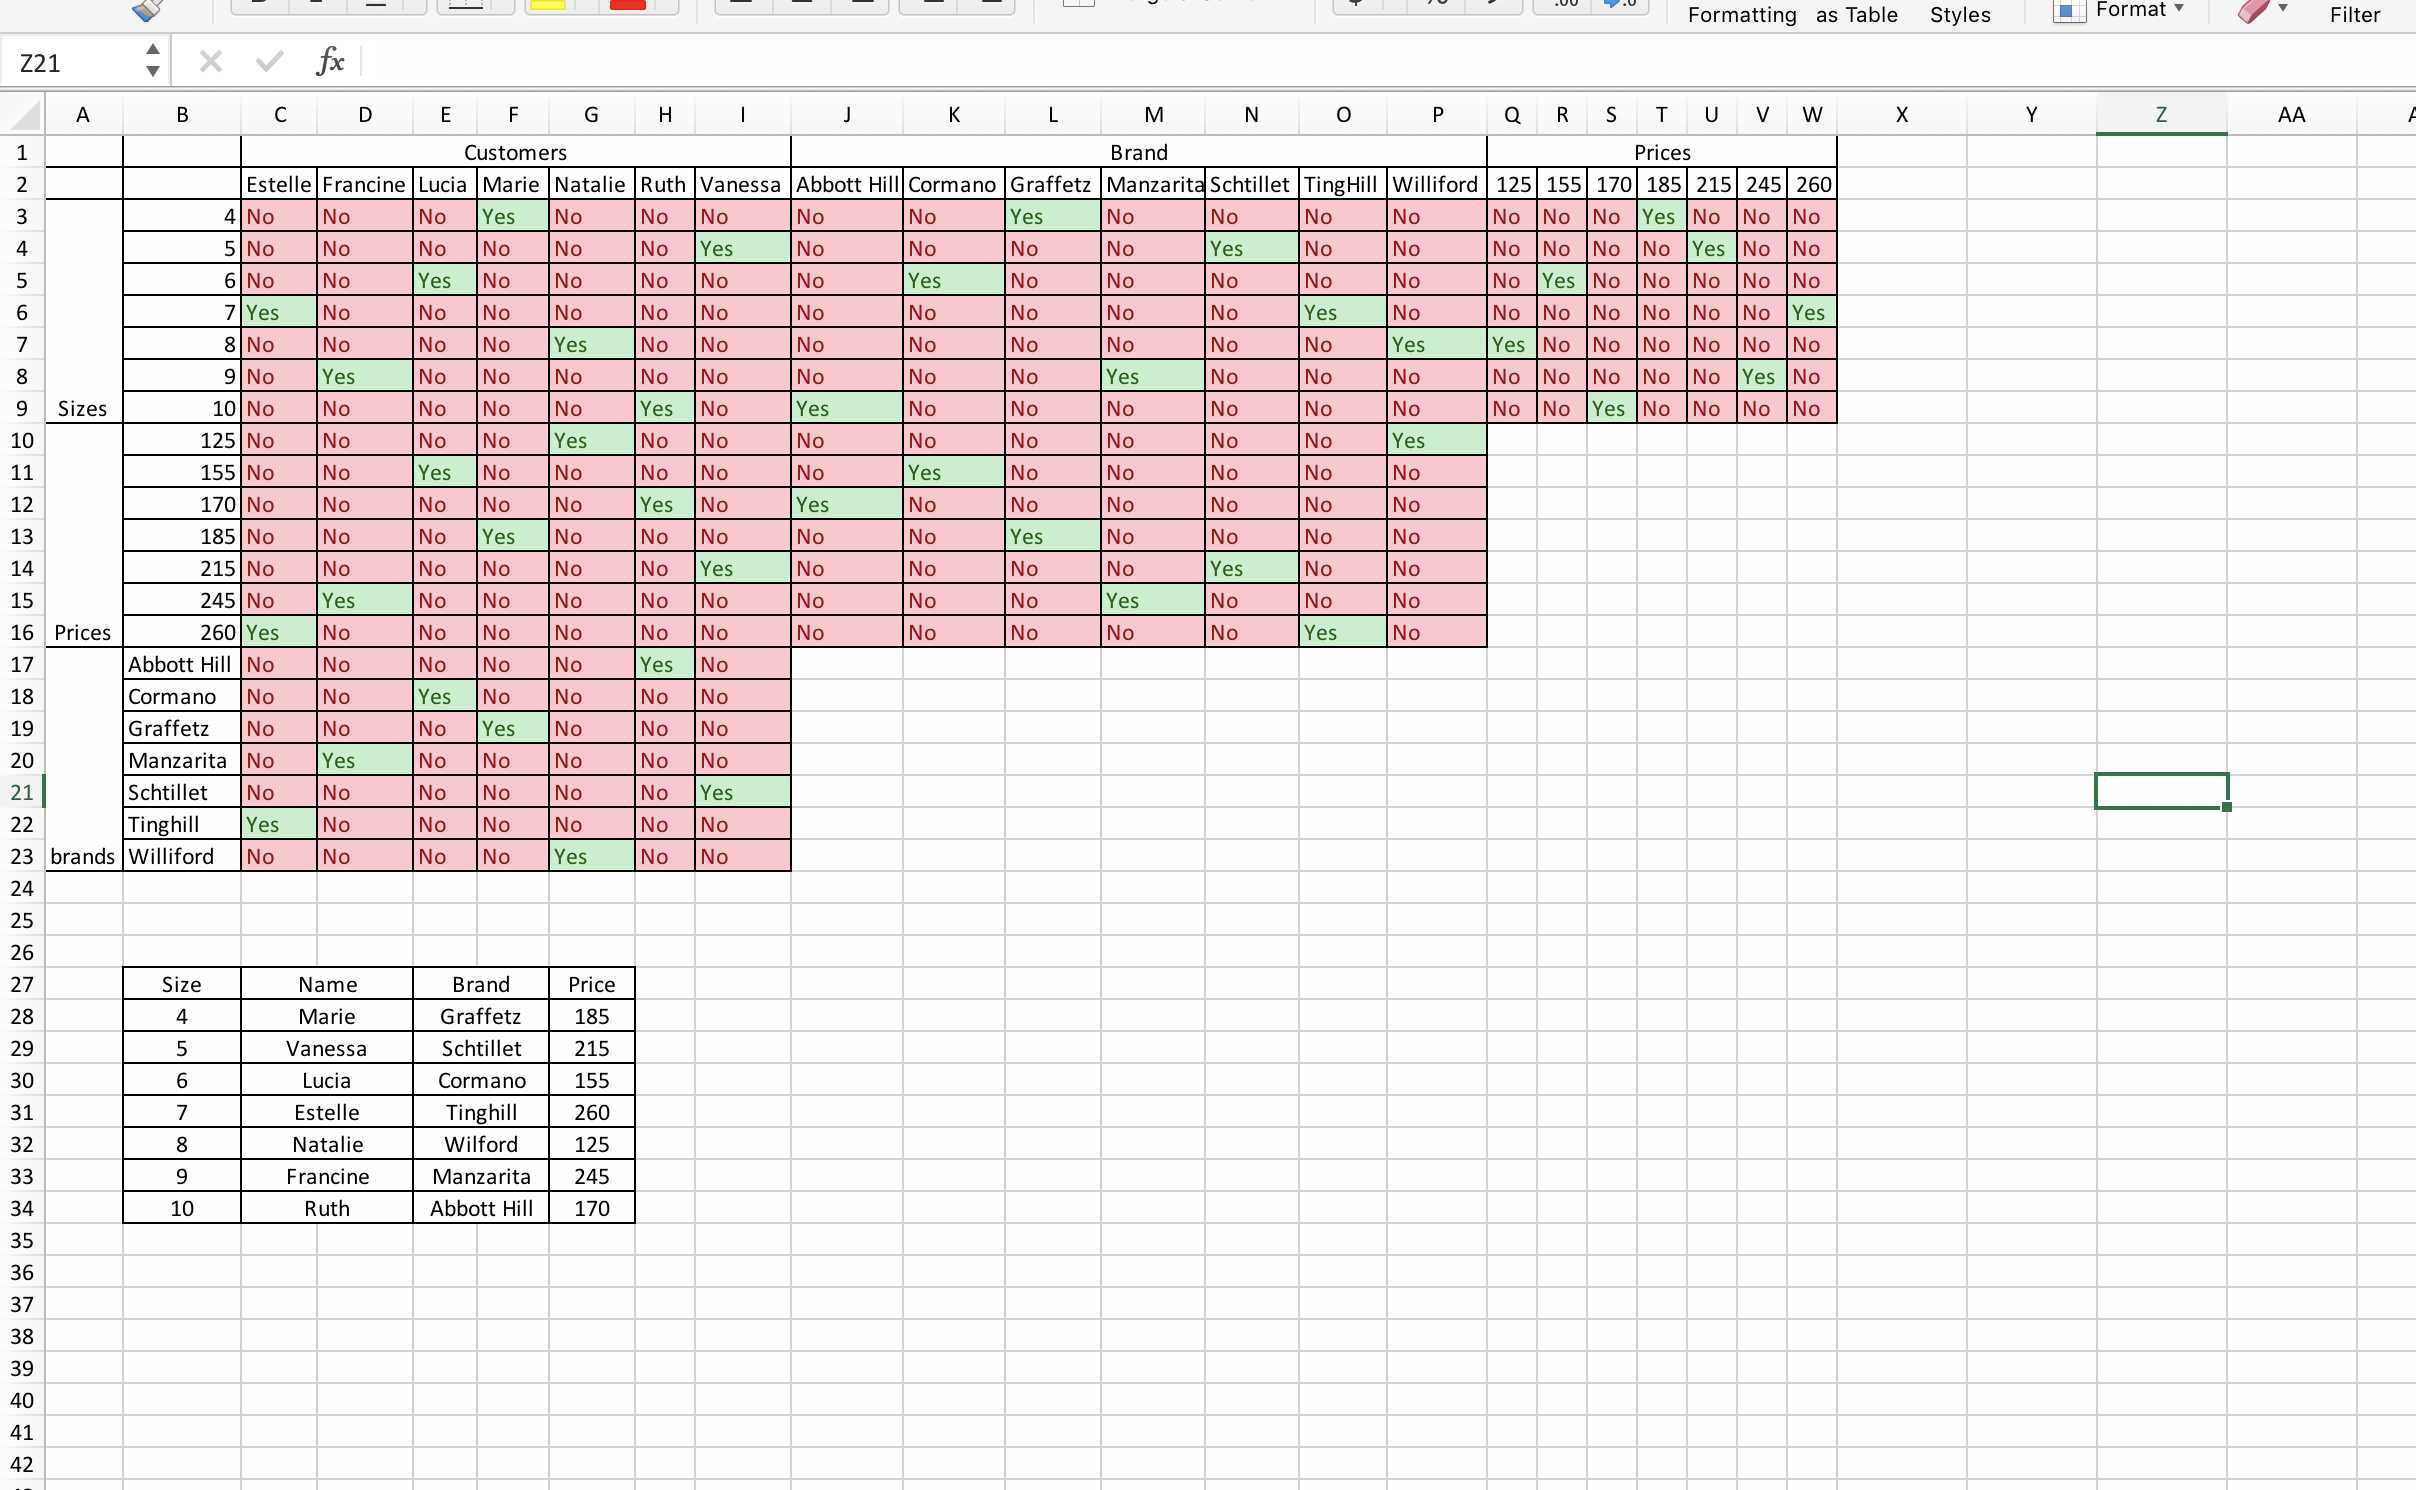 Formatting as Table Styles Format Filter
Z21 fx
A B C D E F G H I J K L M N O P Q R S T U V W X Y Z AA
1 Customers Brand Prices
2 Estelle Francine Lucia Marie Natalie Ruth Vanessa Abbott Hill Cormano Graffetz Manzarita Schtillet TingHill Williford 125 155 170 185 215 245 260
3 4 No No No Yes No No No No No Yes No No No No No No No Yes No No No
4 5 No No No No No No Yes No No No No Yes No No No No No No Yes No No
5 6 No No Yes No No No No No Yes No No No No No No Yes No No No No No
6 7 Yes No No No No No No No No No No No Yes No No No No No No No Yes
7 8 No No No No Yes No No No No No No No No Yes Yes No No No No No No
8 9 No Yes No No No No No No No No Yes No No No No No No No No Yes No
9 Sizes 10 No No No No No Yes No Yes No No No No No No No No Yes No No No No
10 125 No No No No Yes No No No No No No No No Yes
11 155 No No Yes No No No No No Yes No No No No No
12 170 No No No No No Yes No Yes No No No No No No
13 185 No No No Yes No No No No No Yes No No No No
14 215 No No No No No No Yes No No No No Yes No No
15 245 No Yes No No No No No No No No Yes No No No
16 Prices 260 Yes No No No No No No No No No No No Yes No
17 Abbott Hill No No No No No Yes No
18 Cormano No No Yes No No No No
19 Graffetz No No No Yes No No No
20 Manzarita No Yes No No No No No
21 Schtillet No No No No No No Yes
22 Tinghill Yes No No No No No No
23 brands Williford No No No No Yes No No
24
25
26
27 Size Name Brand Price
28 4 Marie Graffetz 185
29 5 Vanessa Schtillet 215
30 6 Lucia Cormano 155
31 7 Estelle Tinghill 260
32 8 Natalie Wilford 125
33 9 Francine Manzarita 245
34 10 Ruth Abbott Hill 170
35
36
37
38
39
40
41
42